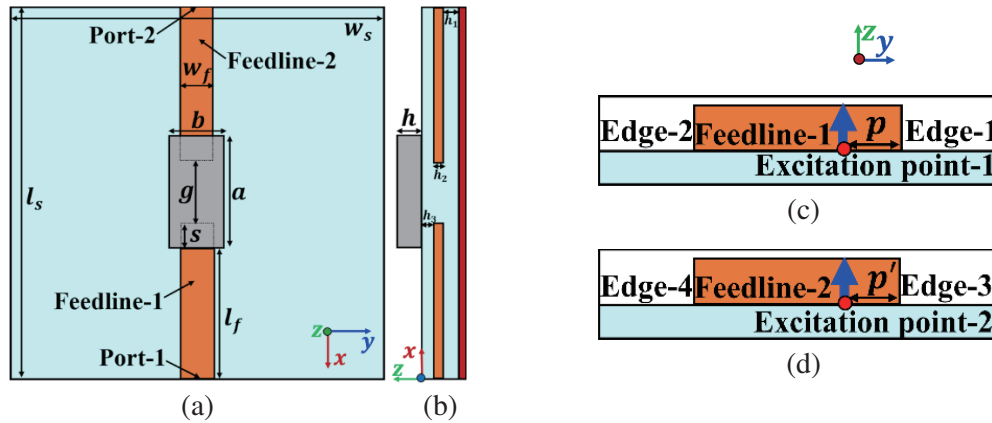 Port-2
w_s
Feedline-2
w_f
b
l_s
g
a
s
Feedline-1
l_f
z
y
x
Port-1
(a)
h_1
h
h_2
h_3
x
z
(b)
z
y
Edge-2
Feedline-1
p
Edge-1
Excitation point-1
(c)
Edge-4
Feedline-2
p′
Edge-3
Excitation point-2
(d)